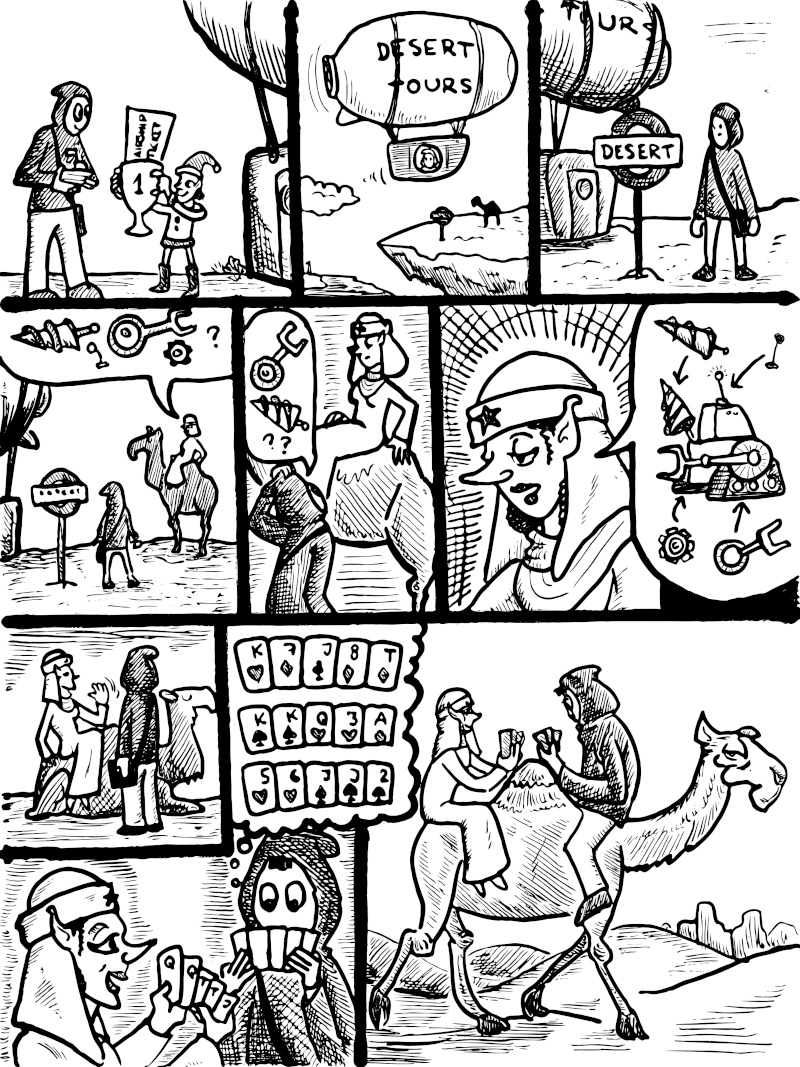 AIRSHIP
TICKET
1
DESERT
TOURS
TOURS
DESERT
?
??
K♥ 7♦ J♣ 8♦ T♦
K♠ K♠ Q♥ 3♥ A♦
5♥ 6♥ J♠ J♠ 2♠
Q